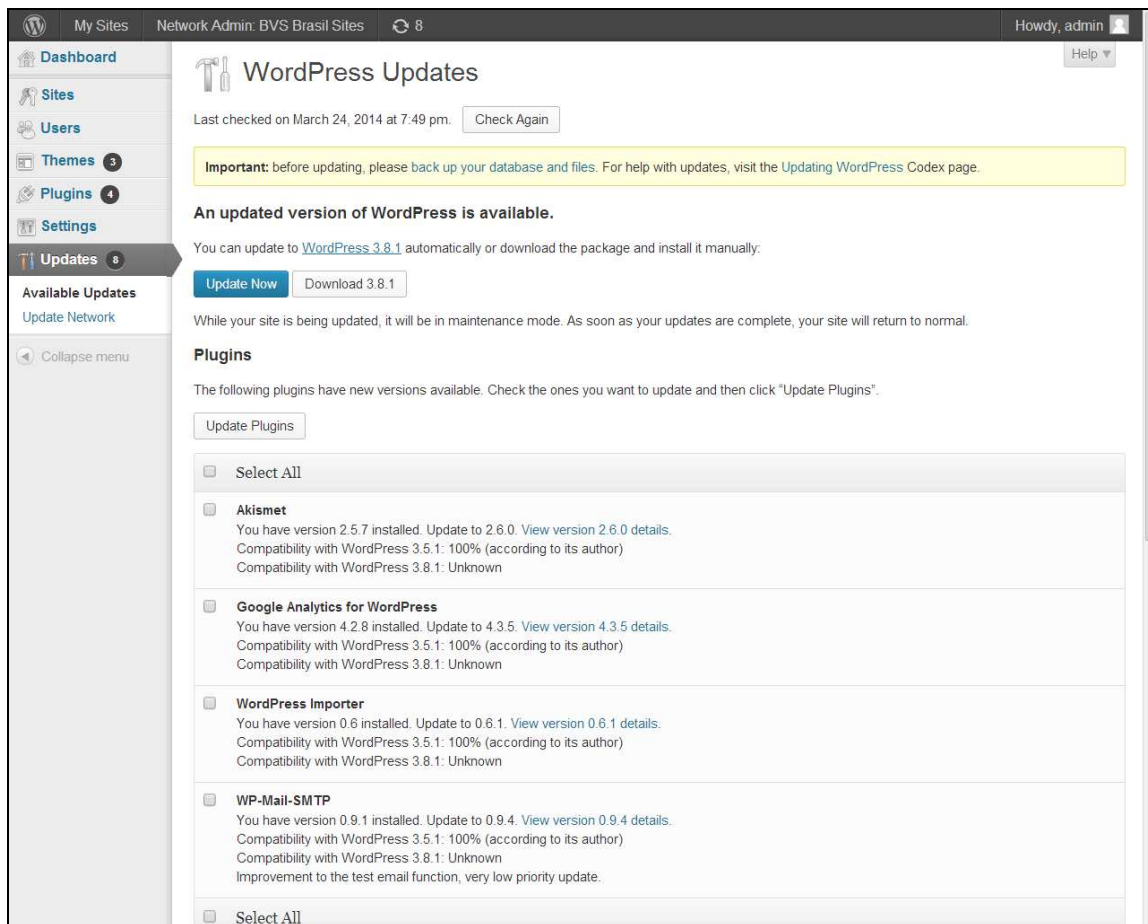 My Sites Network Admin: BVS Brasil Sites 8 Howdy, admin
Help
Dashboard
Sites
Users
Themes 3
Plugins 4
Settings
Updates 8
Available Updates
Update Network
Collapse menu
WordPress Updates
Last checked on March 24, 2014 at 7:49 pm. Check Again
Important: before updating, please back up your database and files. For help with updates, visit the Updating WordPress Codex page.
An updated version of WordPress is available.
You can update to WordPress 3.8.1 automatically or download the package and install it manually:
Update Now Download 3.8.1
While your site is being updated, it will be in maintenance mode. As soon as your updates are complete, your site will return to normal.
Plugins
The following plugins have new versions available. Check the ones you want to update and then click “Update Plugins”.
Update Plugins
Select All
Akismet
You have version 2.5.7 installed. Update to 2.6.0. View version 2.6.0 details.
Compatibility with WordPress 3.5.1: 100% (according to its author)
Compatibility with WordPress 3.8.1: Unknown
Google Analytics for WordPress
You have version 4.2.8 installed. Update to 4.3.5. View version 4.3.5 details.
Compatibility with WordPress 3.5.1: 100% (according to its author)
Compatibility with WordPress 3.8.1: Unknown
WordPress Importer
You have version 0.6 installed. Update to 0.6.1. View version 0.6.1 details.
Compatibility with WordPress 3.5.1: 100% (according to its author)
Compatibility with WordPress 3.8.1: Unknown
WP-Mail-SMTP
You have version 0.9.1 installed. Update to 0.9.4. View version 0.9.4 details.
Compatibility with WordPress 3.5.1: 100% (according to its author)
Compatibility with WordPress 3.8.1: Unknown
Improvement to the test email function, very low priority update.
Select All